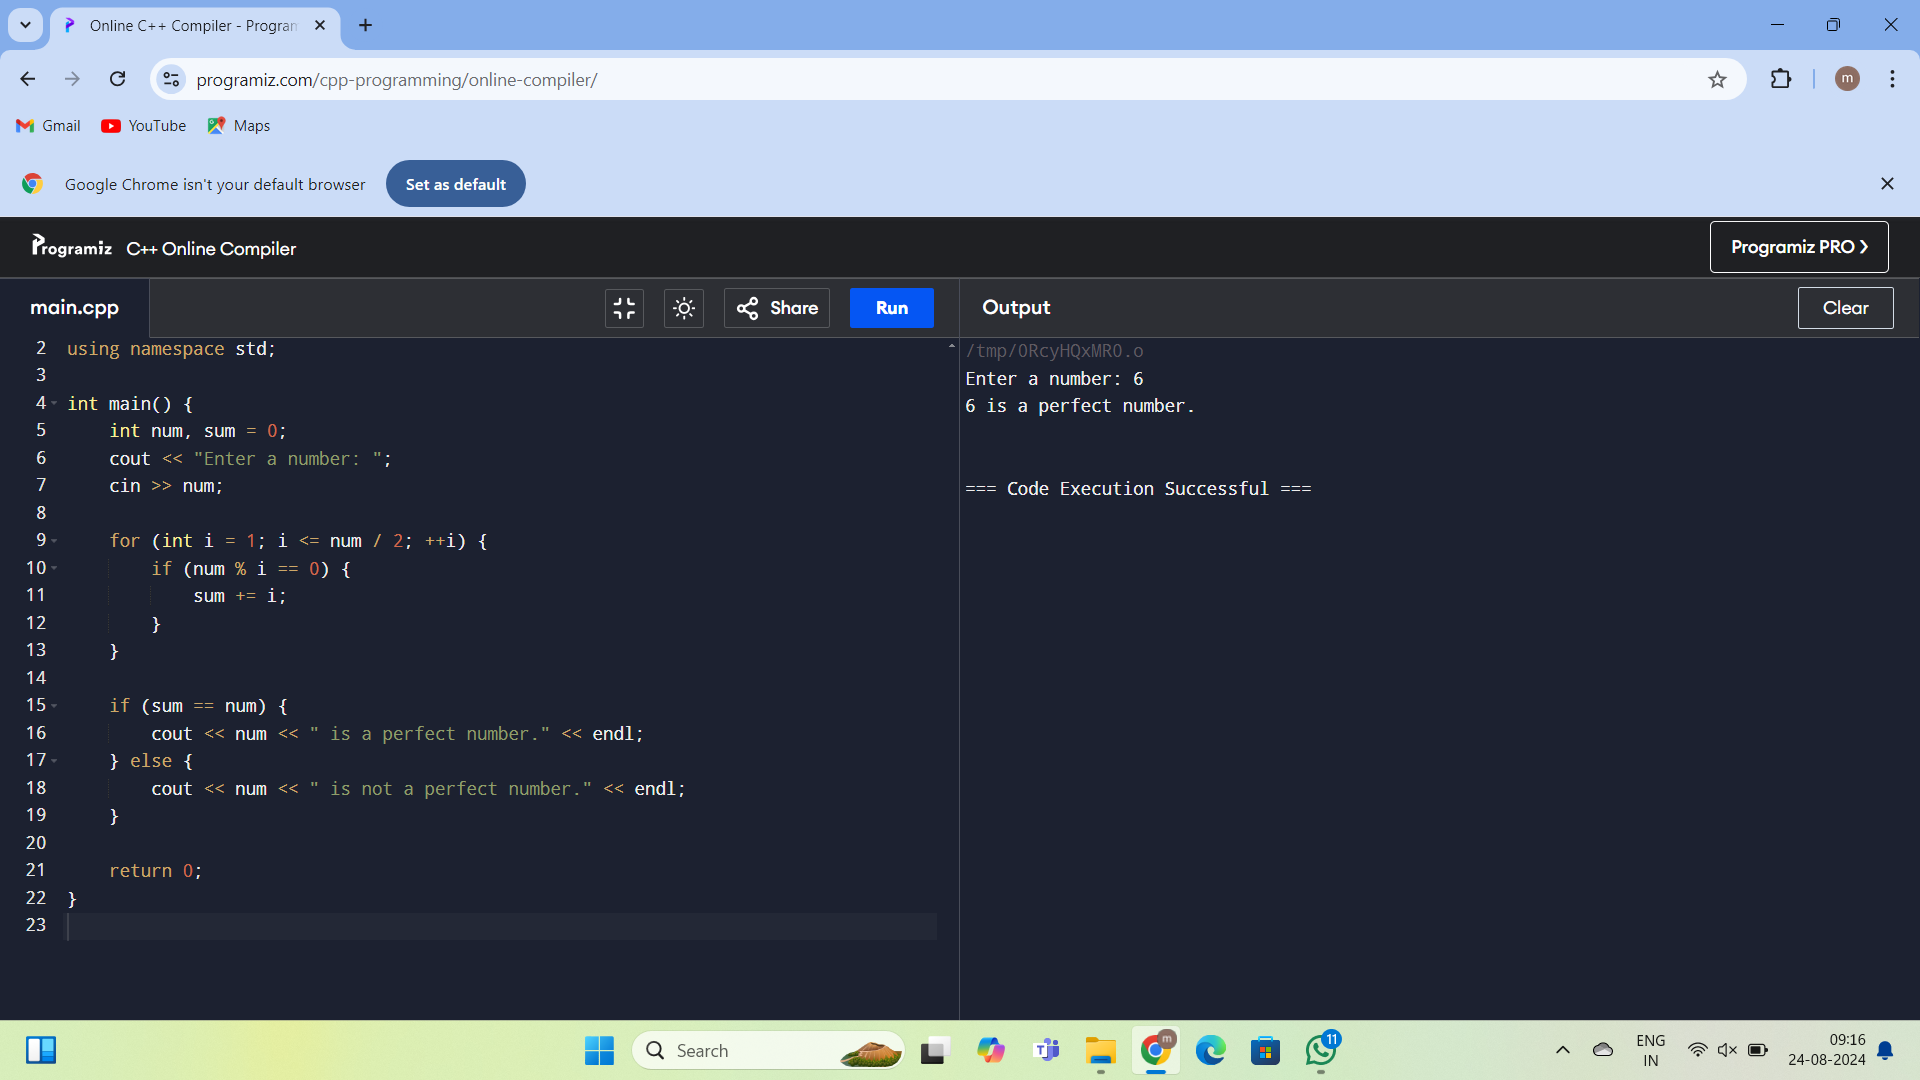 Online C++ Compiler - Program
programiz.com/cpp-programming/online-compiler/
m
Gmail
YouTube
Maps
Google Chrome isn't your default browser
Set as default
Programiz
C++ Online Compiler
Programiz PRO
main.cpp
Share
Run
Output
Clear
2 using namespace std;
3
4 int main() {
5     int num, sum = 0;
6     cout << "Enter a number: ";
7     cin >> num;
8
9     for (int i = 1; i <= num / 2; ++i) {
10         if (num % i == 0) {
11             sum += i;
12         }
13     }
14
15     if (sum == num) {
16         cout << num << " is a perfect number." << endl;
17     } else {
18         cout << num << " is not a perfect number." << endl;
19     }
20
21     return 0;
22 }
23
/tmp/0RcyHQxMRO.o
Enter a number: 6
6 is a perfect number.
=== Code Execution Successful ===
Search
m
11
ENG
IN
09:16
24-08-2024